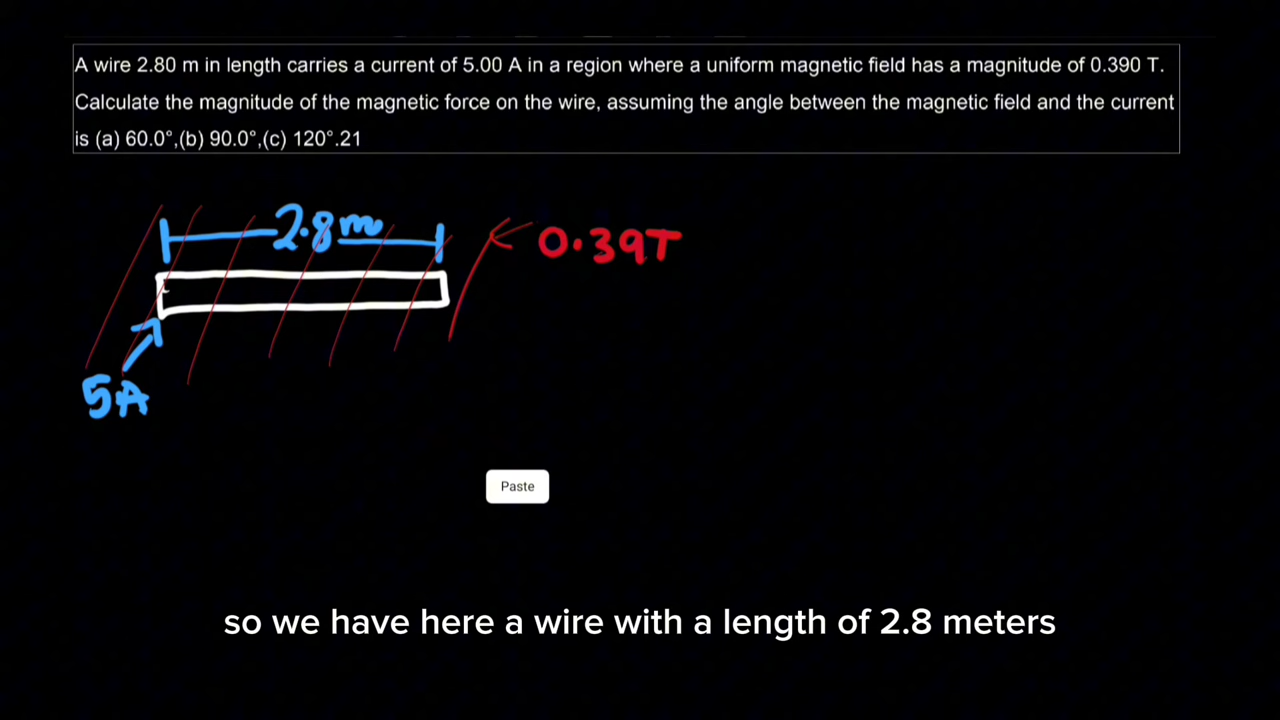 A wire 2.80 m in length carries a current of 5.00 A in a region where a uniform magnetic field has a magnitude of 0.390 T.
Calculate the magnitude of the magnetic force on the wire, assuming the angle between the magnetic field and the current
is (a) 60.0°,(b) 90.0°,(c) 120°.21
2.8m
0.39T
5A
Paste
so we have here a wire with a length of 2.8 meters